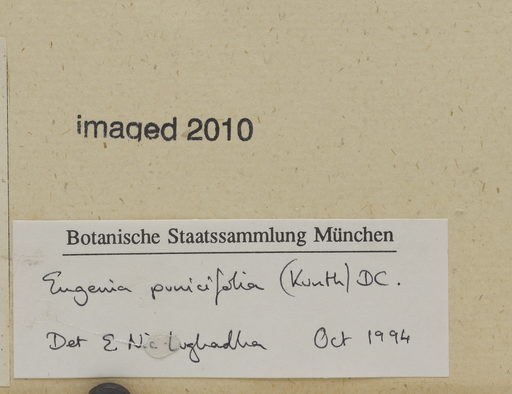 imaged 2010
Botanische Staatssammlung München
Eugenia punicifolia (Kunth) DC.
Det E Nic Lughadha Oct 1994